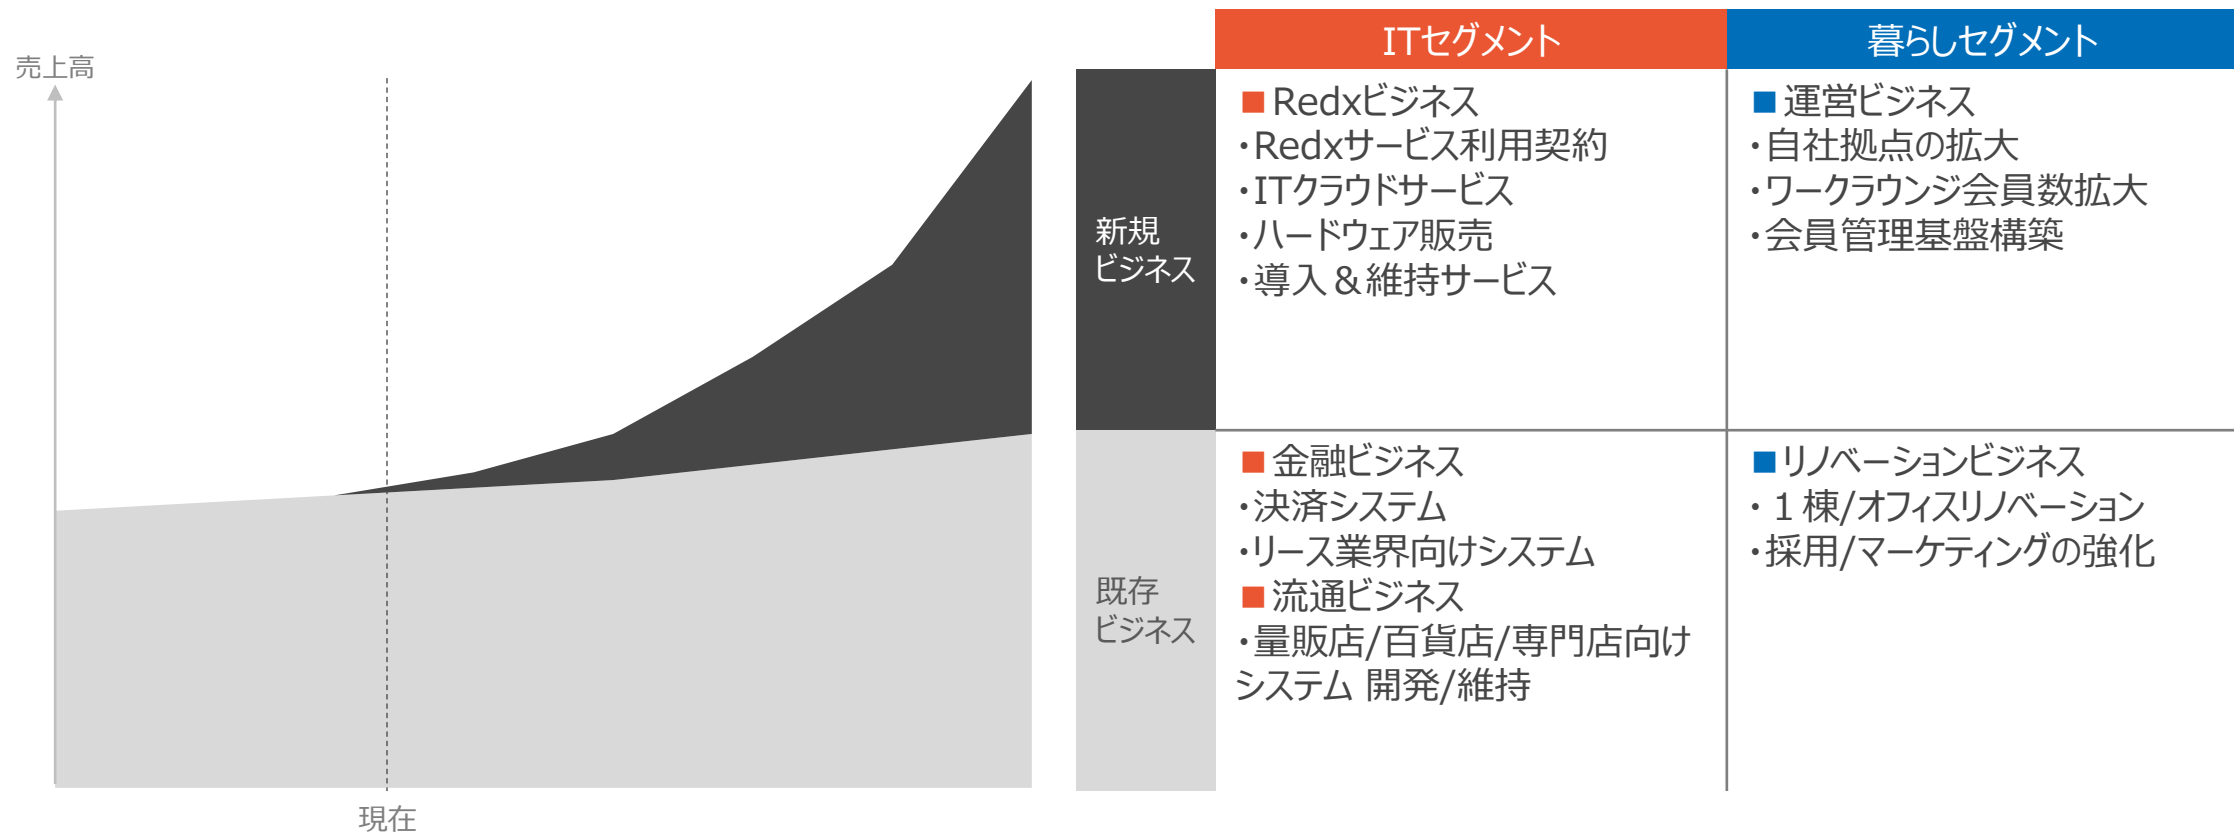 売上高
現在
ITセグメント
暮らしセグメント
新規
ビジネス
■Redxビジネス
・Redxサービス利用契約
・ITクラウドサービス
・ハードウェア販売
・導入＆維持サービス
■運営ビジネス
・自社拠点の拡大
・ワークラウンジ会員数拡大
・会員管理基盤構築
既存
ビジネス
■金融ビジネス
・決済システム
・リース業界向けシステム
■流通ビジネス
・量販店/百貨店/専門店向け
システム 開発/維持
■リノベーションビジネス
・１棟/オフィスリノベーション
・採用/マーケティングの強化